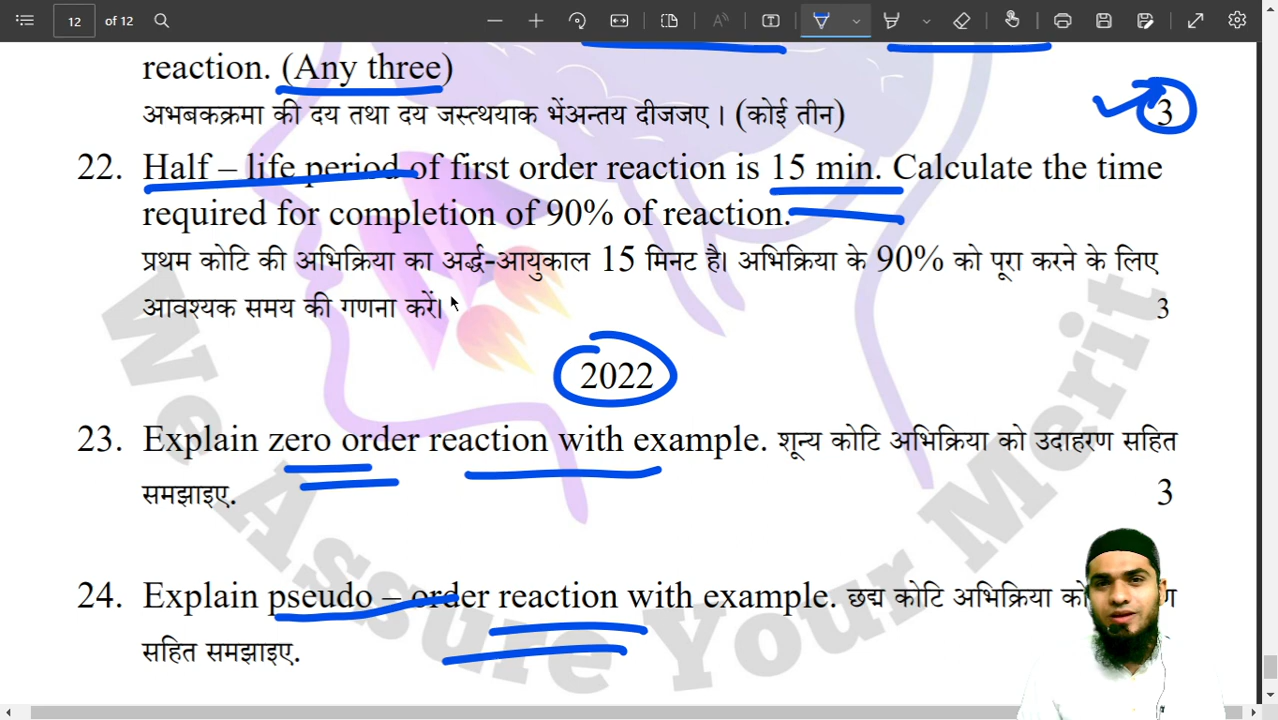 12 of 12
reaction. (Any three)
अभबकक्रमा की दय तथा दय जस्त्थयाक भेंअन्तय दीजजए । (कोई तीन) 3
22. Half – life period of first order reaction is 15 min. Calculate the time
required for completion of 90% of reaction.
प्रथम कोटि की अभिक्रिया का अर्द्ध-आयुकाल 15 मिनट है। अभिक्रिया के 90% को पूरा करने के लिए
आवश्यक समय की गणना करें। 3
2022
23. Explain zero order reaction with example. शून्य कोटि अभिक्रिया को उदाहरण सहित
समझाइए. 3
24. Explain pseudo – order reaction with example. छद्म कोटि अभिक्रिया को
सहित समझाइए.
We Assure Your Merit